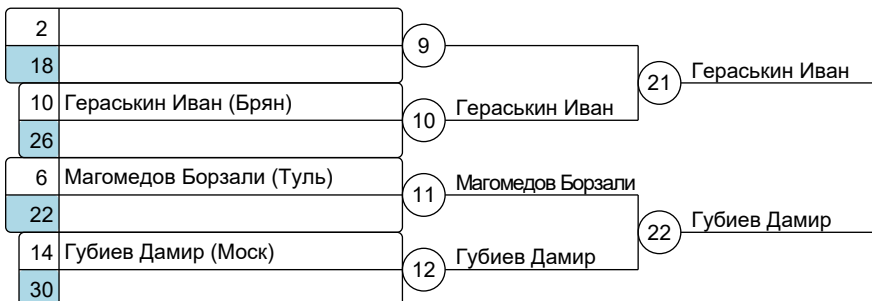 2
9
18
21 Гераськин Иван
10 Гераськин Иван (Брян)
10 Гераськин Иван
26
6 Магомедов Борзали (Туль)
11 Магомедов Борзали
22
22 Губиев Дамир
14 Губиев Дамир (Моск)
12 Губиев Дамир
30